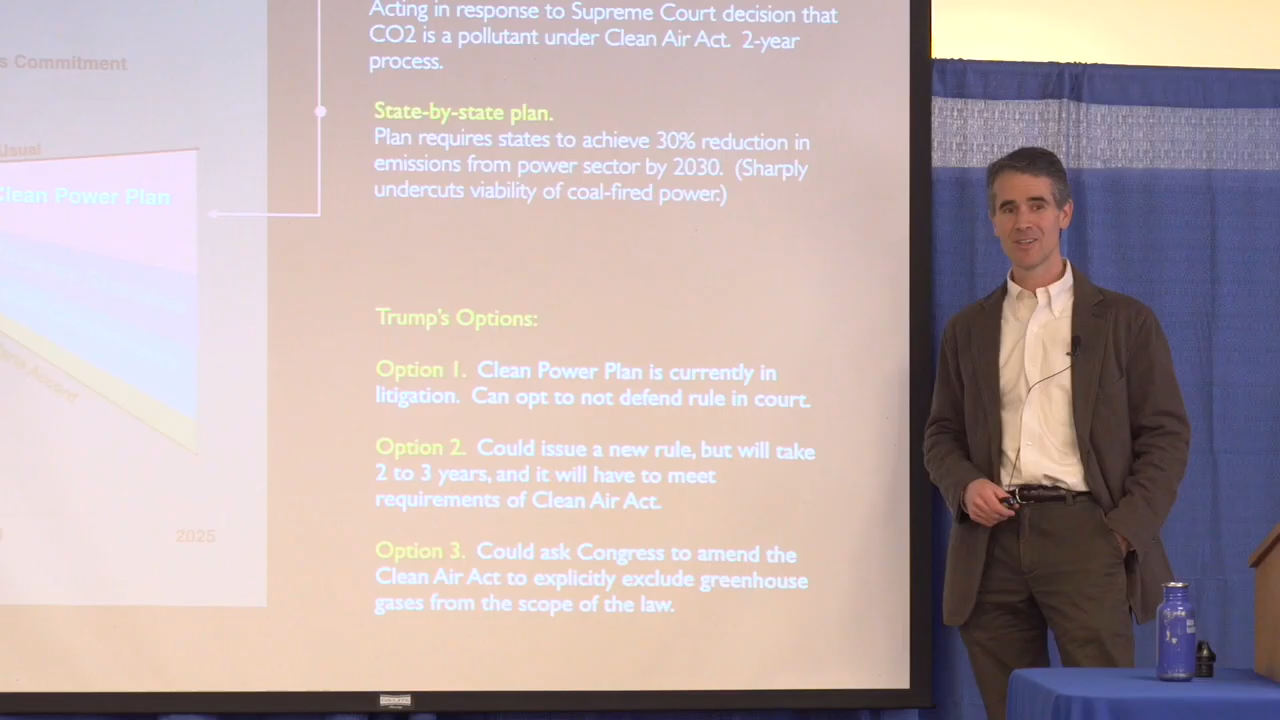 s Commitment
Usual
Clean Power Plan
2025
Acting in response to Supreme Court decision that
CO2 is a pollutant under Clean Air Act. 2-year
process.
State-by-state plan.
Plan requires states to achieve 30% reduction in
emissions from power sector by 2030. (Sharply
undercuts viability of coal-fired power.)
Trump's Options:
Option 1. Clean Power Plan is currently in
litigation. Can opt to not defend rule in court.
Option 2. Could issue a new rule, but will take
2 to 3 years, and it will have to meet
requirements of Clean Air Act.
Option 3. Could ask Congress to amend the
Clean Air Act to explicitly exclude greenhouse
gases from the scope of the law.